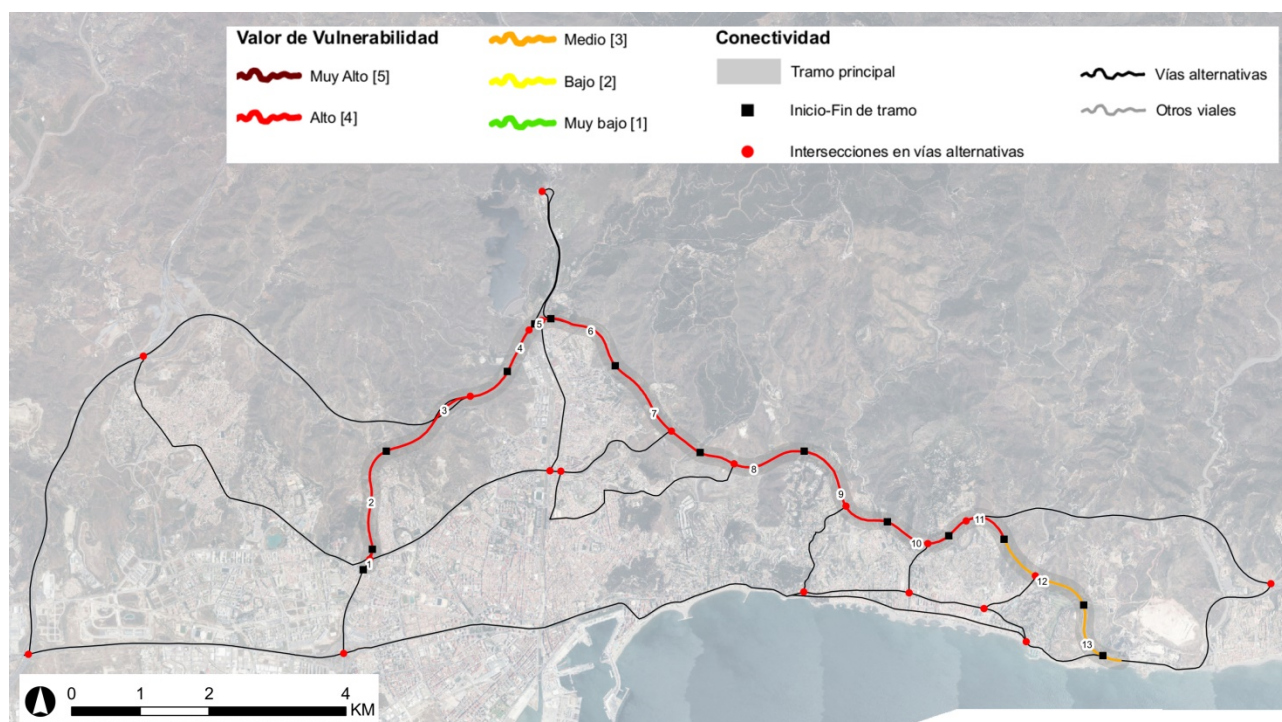 Valor de Vulnerabilidad
Muy Alto [5]
Alto [4]
Medio [3]
Bajo [2]
Muy bajo [1]
Conectividad
Tramo principal
Inicio-Fin de tramo
Intersecciones en vías alternativas
Vías alternativas
Otros viales
1
2
3
4
5
6
7
8
9
10
11
12
13
0 1 2 4
KM